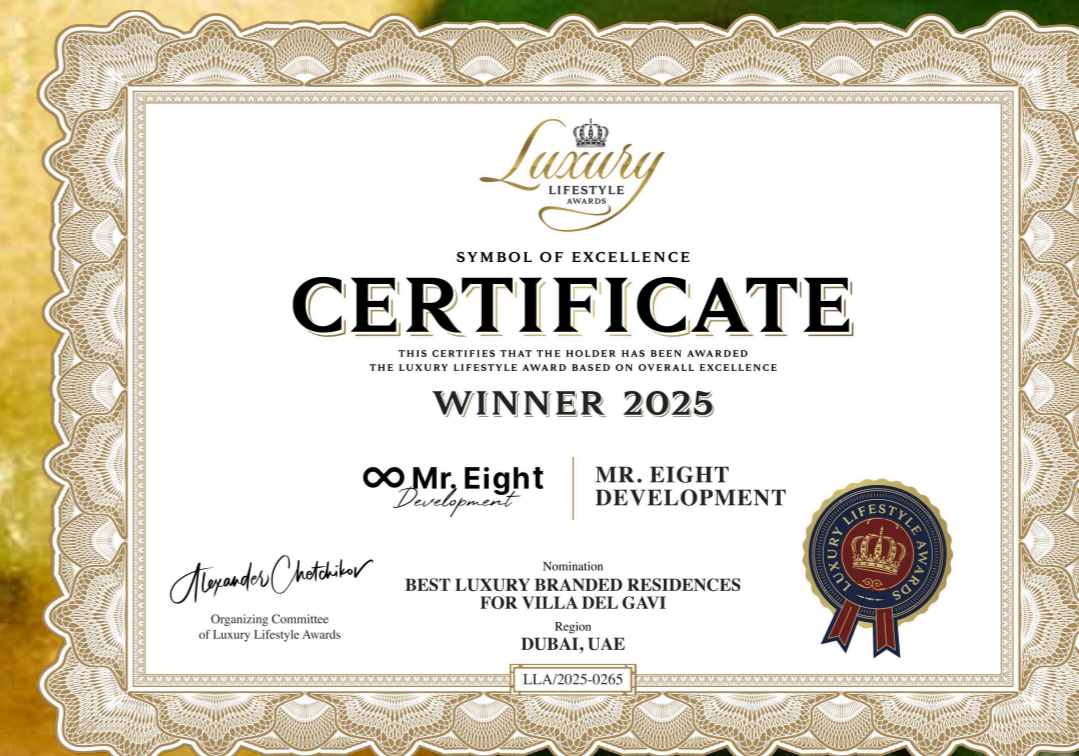 Luxury
LIFESTYLE
AWARDS
SYMBOL OF EXCELLENCE
CERTIFICATE
THIS CERTIFIES THAT THE HOLDER HAS BEEN AWARDED
THE LUXURY LIFESTYLE AWARD BASED ON OVERALL EXCELLENCE
WINNER 2025
Mr. Eight
Development
MR. EIGHT
DEVELOPMENT
LUXURY LIFESTYLE AWARDS
Alexander Chotchikov
Organizing Committee
of Luxury Lifestyle Awards
Nomination
BEST LUXURY BRANDED RESIDENCES
FOR VILLA DEL GAVI
Region
DUBAI, UAE
LLA/2025-0265